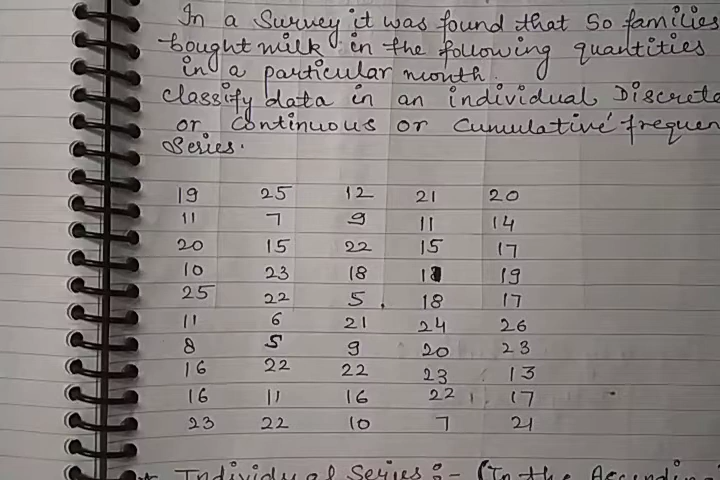 In a Survey it was found that 50 families
bought milk in the following quantities
in a particular month.
classify data in an individual Discrete
or Continuous or Cumulative frequen
Series.
19 25 12 21 20
11 7 9 11 14
20 15 22 15 17
10 23 18 18 19
25 22 5 18 17
11 6 21 24 26
8 5 9 20 23
16 22 22 23 13
16 11 16 22 17
23 22 10 7 21
Individual Series :- (In the Ascending